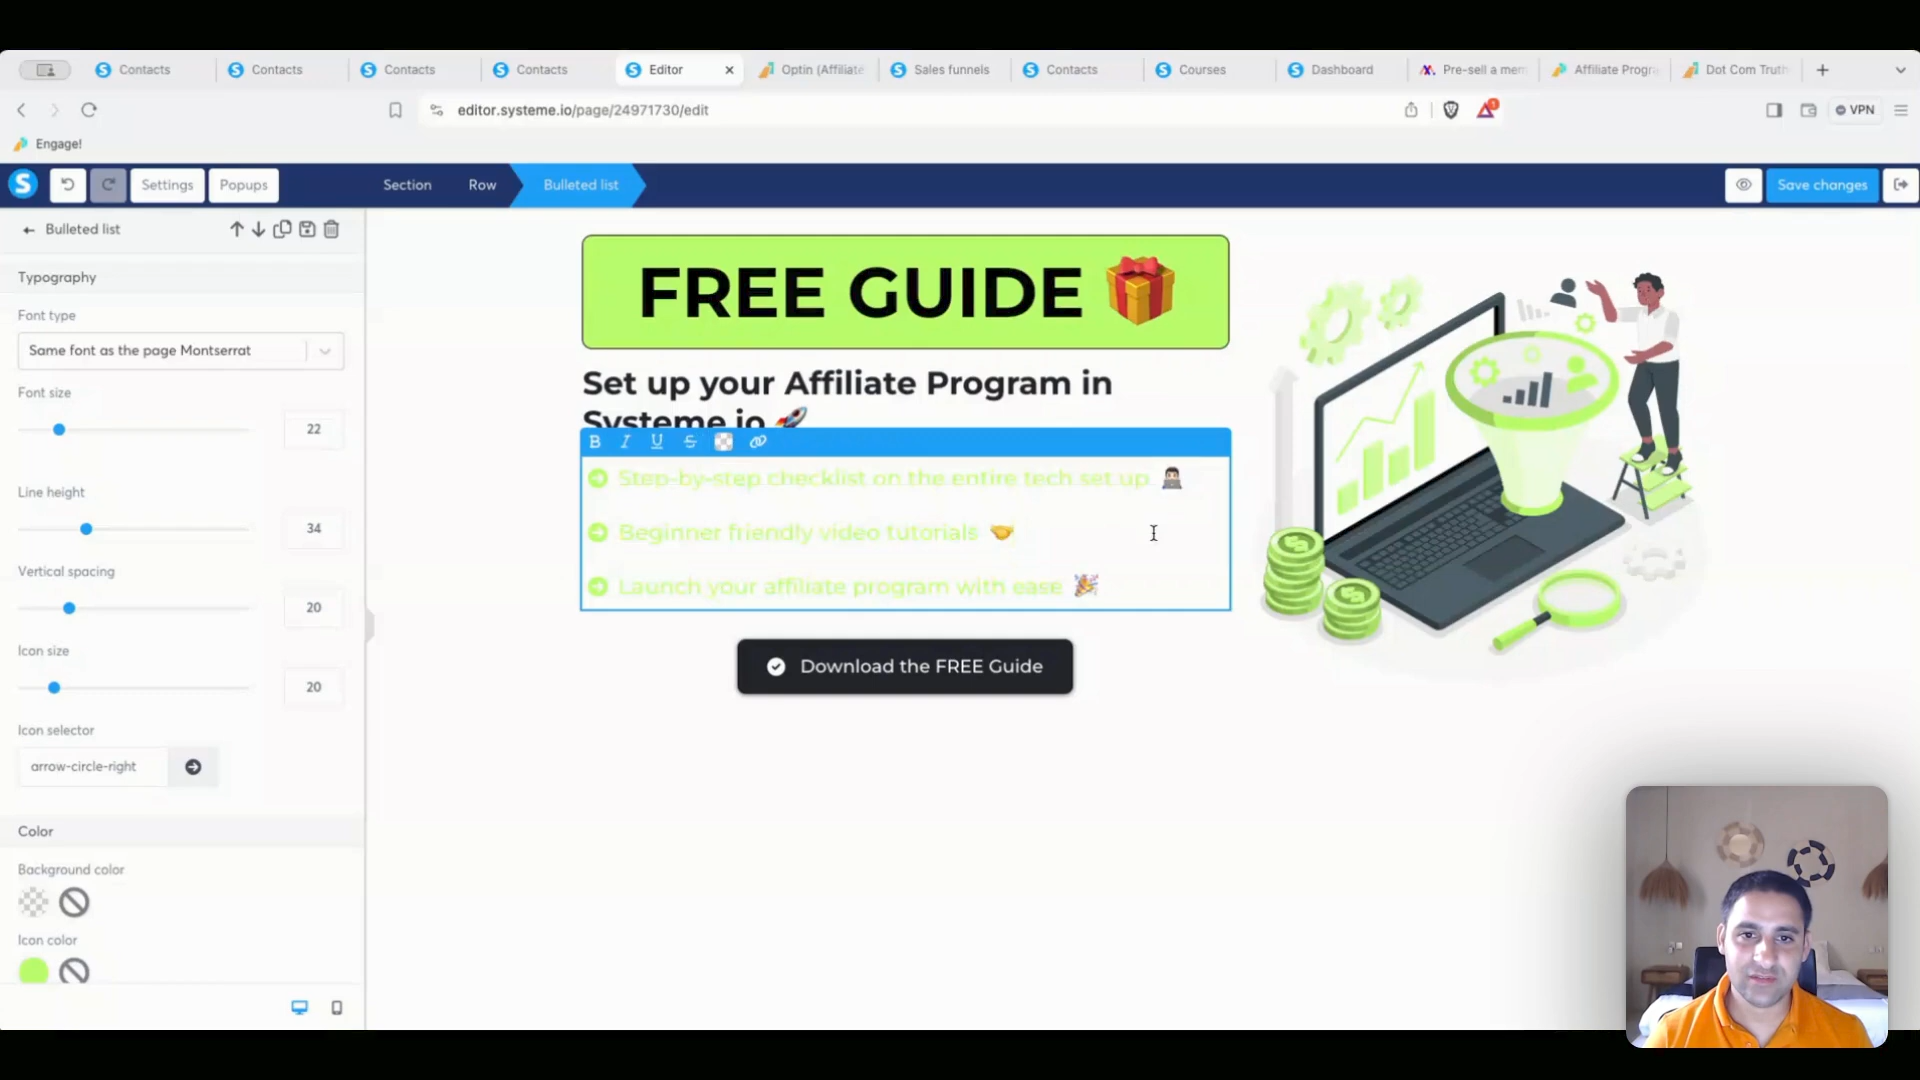 Contacts
Contacts
Contacts
Contacts
Editor
Optin (Affiliate
Sales funnels
Contacts
Courses
Dashboard
Pre-sell a mem
Affiliate Progra
Dot Com Truth
editor.systeme.io/page/24971730/edit
1
VPN
Engage!
S
Settings
Popups
Section
Row
Bulleted list
Save changes
Bulleted list
Typography
Font type
Same font as the page Montserrat
Font size
22
Line height
34
Vertical spacing
20
Icon size
20
Icon selector
arrow-circle-right
Color
Background color
Icon color
FREE GUIDE
Set up your Affiliate Program in
Systeme.io
B I U S
Step-by-step checklist on the entire tech set up
Beginner friendly video tutorials
Launch your affiliate program with ease
Download the FREE Guide